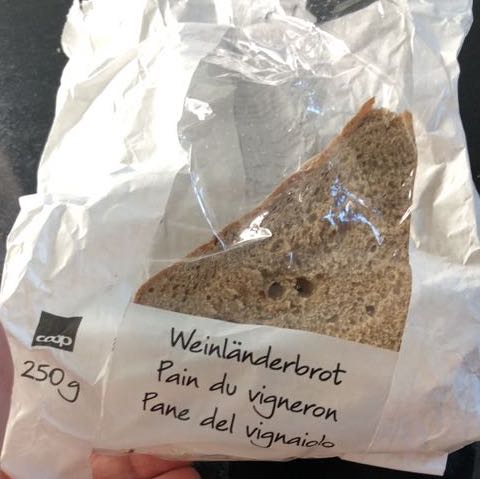 coop
250g
Weinländerbrot
Pain du vigneron
Pane del vignaiolo